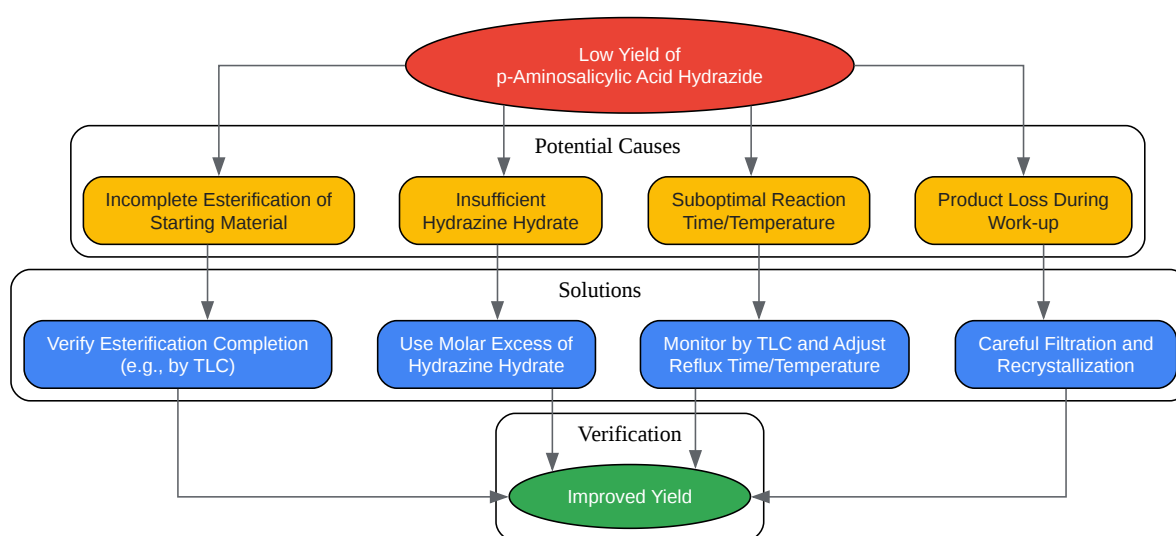 Low Yield of
p-Aminosalicylic Acid Hydrazide
Potential Causes
Incomplete Esterification of
Starting Material
Insufficient
Hydrazine Hydrate
Suboptimal Reaction
Time/Temperature
Product Loss During
Work-up
Solutions
Verify Esterification Completion
(e.g., by TLC)
Use Molar Excess of
Hydrazine Hydrate
Monitor by TLC and Adjust
Reflux Time/Temperature
Careful Filtration and
Recrystallization
Verification
Improved Yield